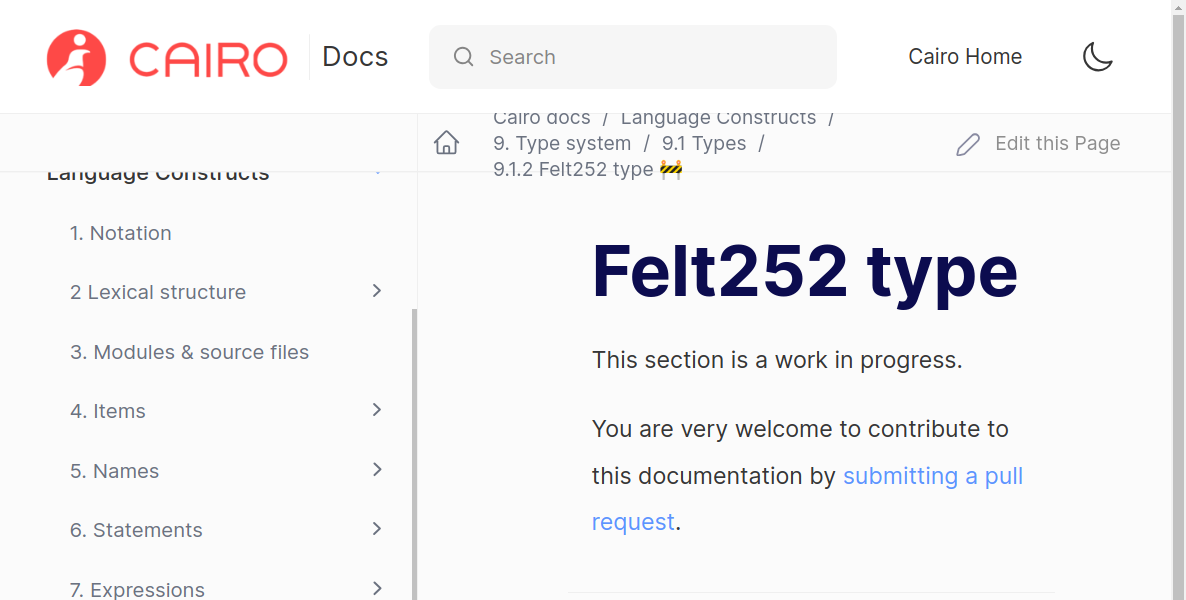 CAIRO Docs
Search
Cairo Home
Cairo docs / Language Constructs /
9. Type system / 9.1 Types /
9.1.2 Felt252 type 🚧
Edit this Page
Language Constructs
1. Notation
2 Lexical structure
3. Modules & source files
4. Items
5. Names
6. Statements
7. Expressions
Felt252 type
This section is a work in progress.
You are very welcome to contribute to
this documentation by submitting a pull
request.